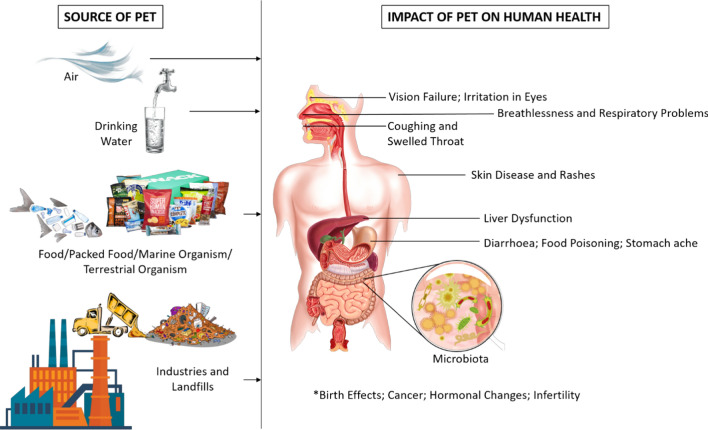 SOURCE OF PET
Air
Drinking
Water
Food/Packed Food/Marine Organism/
Terrestrial Organism
Industries and
Landfills
IMPACT OF PET ON HUMAN HEALTH
Vision Failure; Irritation in Eyes
Breathlessness and Respiratory Problems
Coughing and
Swelled Throat
Skin Disease and Rashes
Liver Dysfunction
Diarrhoea; Food Poisoning; Stomach ache
Microbiota
*Birth Effects; Cancer; Hormonal Changes; Infertility